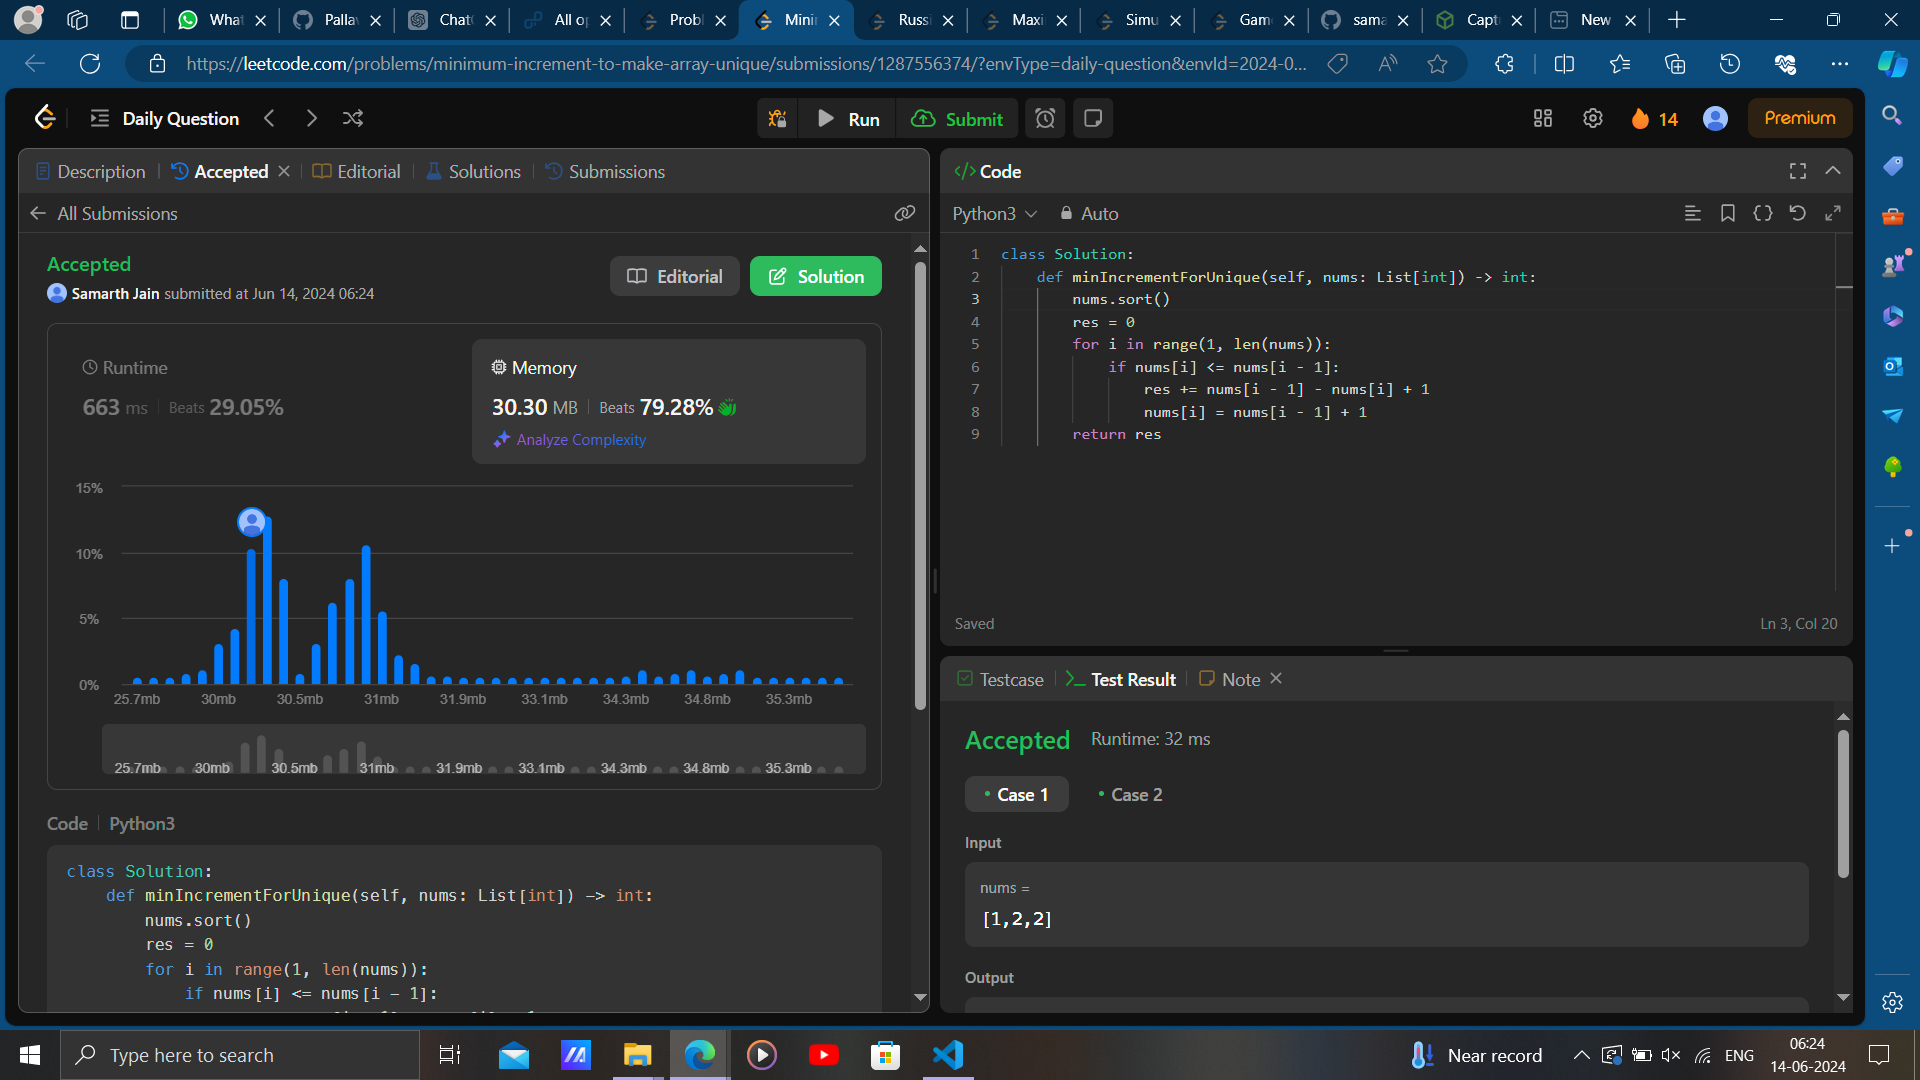 What
Palla
Chat
All o
Probl
Mini
Russi
Maxi
Simu
Gam
sama
Capt
New
https://leetcode.com/problems/minimum-increment-to-make-array-unique/submissions/1287556374/?envType=daily-question&envId=2024-0...
Daily Question
Run
Submit
14
Premium
Description
Accepted
Editorial
Solutions
Submissions
All Submissions
Accepted
Samarth Jain submitted at Jun 14, 2024 06:24
Editorial
Solution
Runtime
663 ms
Beats 29.05%
Memory
30.30 MB
Beats 79.28%
Analyze Complexity
15%
10%
5%
0%
25.7mb 30mb 30.5mb 31mb 31.9mb 33.1mb 34.3mb 34.8mb 35.3mb
25.7mb 30mb 30.5mb 31mb 31.9mb 33.1mb 34.3mb 34.8mb 35.3mb
Code
Python3
class Solution:
def minIncrementForUnique(self, nums: List[int]) -> int:
nums.sort()
res = 0
for i in range(1, len(nums)):
if nums[i] <= nums[i - 1]:
</> Code
Python3
Auto
1 class Solution:
2 def minIncrementForUnique(self, nums: List[int]) -> int:
3 nums.sort()
4 res = 0
5 for i in range(1, len(nums)):
6 if nums[i] <= nums[i - 1]:
7 res += nums[i - 1] - nums[i] + 1
8 nums[i] = nums[i - 1] + 1
9 return res
Saved
Ln 3, Col 20
Testcase
Test Result
Note
Accepted
Runtime: 32 ms
Case 1
Case 2
Input
nums =
[1,2,2]
Output
Type here to search
Near record
ENG
06:24
14-06-2024